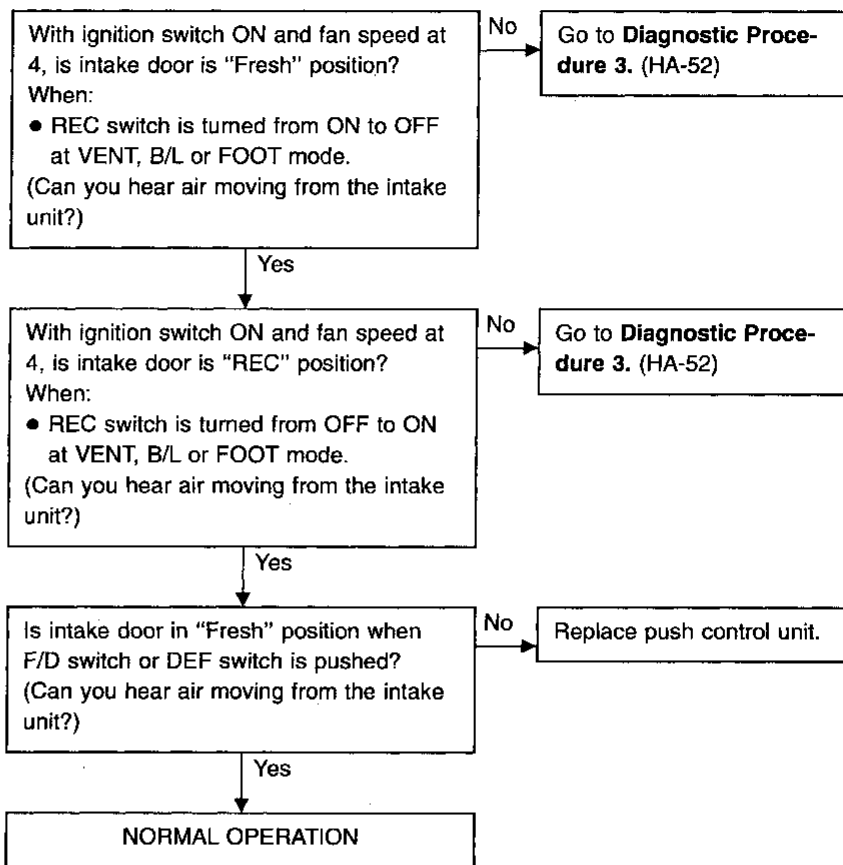 With ignition switch ON and fan speed at
4, is intake door is “Fresh” position?
When:
● REC switch is turned from ON to OFF
at VENT, B/L or FOOT mode.
(Can you hear air moving from the intake
unit?)
No
Go to Diagnostic Proce-
dure 3. (HA-52)
Yes
With ignition switch ON and fan speed at
4, is intake door is “REC” position?
When:
● REC switch is turned from OFF to ON
at VENT, B/L or FOOT mode.
(Can you hear air moving from the intake
unit?)
No
Go to Diagnostic Proce-
dure 3. (HA-52)
Yes
Is intake door in “Fresh” position when
F/D switch or DEF switch is pushed?
(Can you hear air moving from the intake
unit?)
No
Replace push control unit.
Yes
NORMAL OPERATION